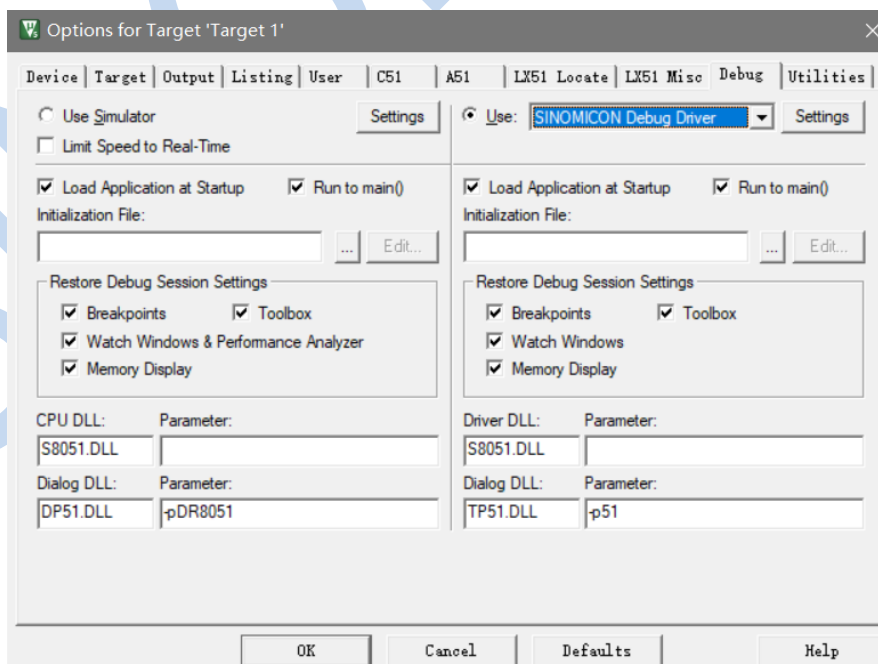 Options for Target 'Target 1'
Device Target Output Listing User C51 A51 LX51 Locate LX51 Misc Debug Utilities
Use Simulator Settings Use: SINOMICON Debug Driver Settings
Limit Speed to Real-Time
Load Application at Startup Run to main() Load Application at Startup Run to main()
Initialization File: Initialization File:
... Edit... ... Edit...
Restore Debug Session Settings Restore Debug Session Settings
Breakpoints Toolbox Breakpoints Toolbox
Watch Windows & Performance Analyzer Watch Windows
Memory Display Memory Display
CPU DLL: Parameter: Driver DLL: Parameter:
S8051.DLL S8051.DLL
Dialog DLL: Parameter: Dialog DLL: Parameter:
DP51.DLL -pDR8051 TP51.DLL -p51
OK Cancel Defaults Help